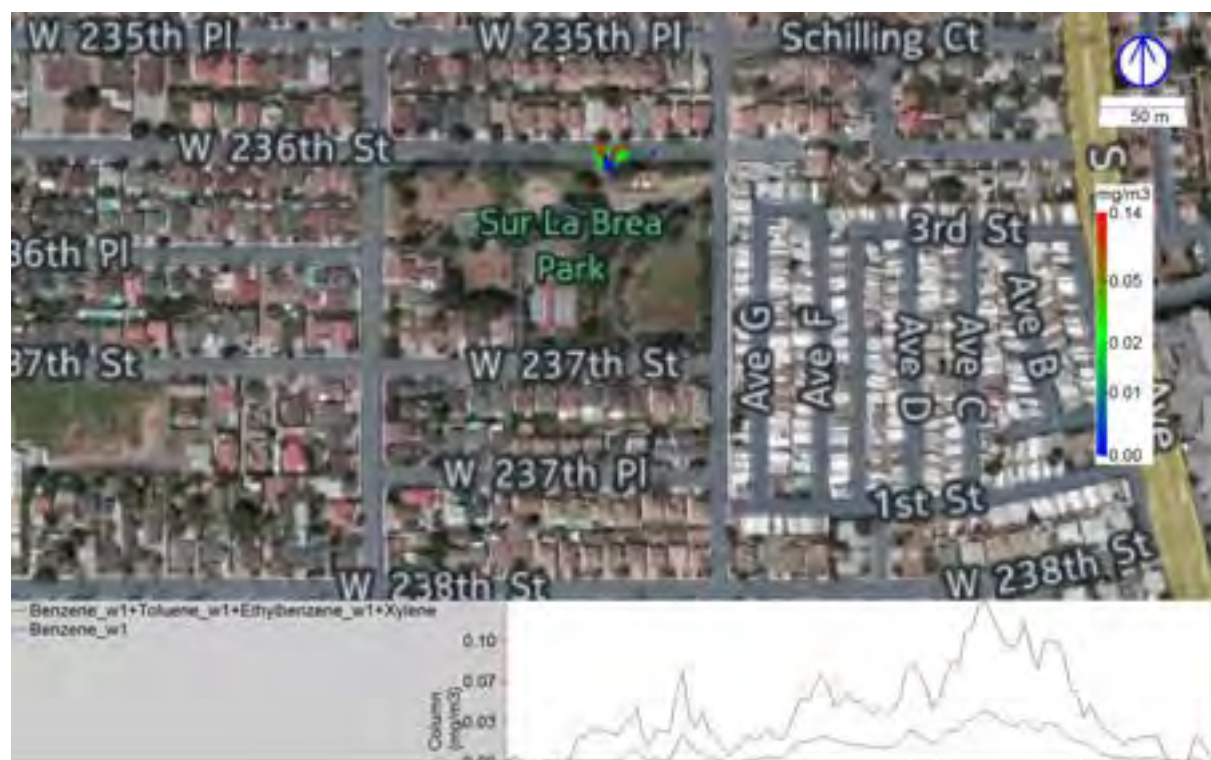 W 235th Pl
W 235th Pl
Schilling Ct
50 m
W 236th St
S
mg/m3
0.14
0.05
0.02
0.01
0.00
Sur La Brea
Park
3rd St
36th Pl
Ave G
Ave F
Ave D
Ave C
Ave B
Ave
37th St
W 237th St
W 237th Pl
1st St
W 238th St
W 238th St
Benzene_w1+Toluene_w1+Ethylbenzene_w1+Xylene
Benzene_w1
Column
(mg/m3)
0.10
0.07
0.03